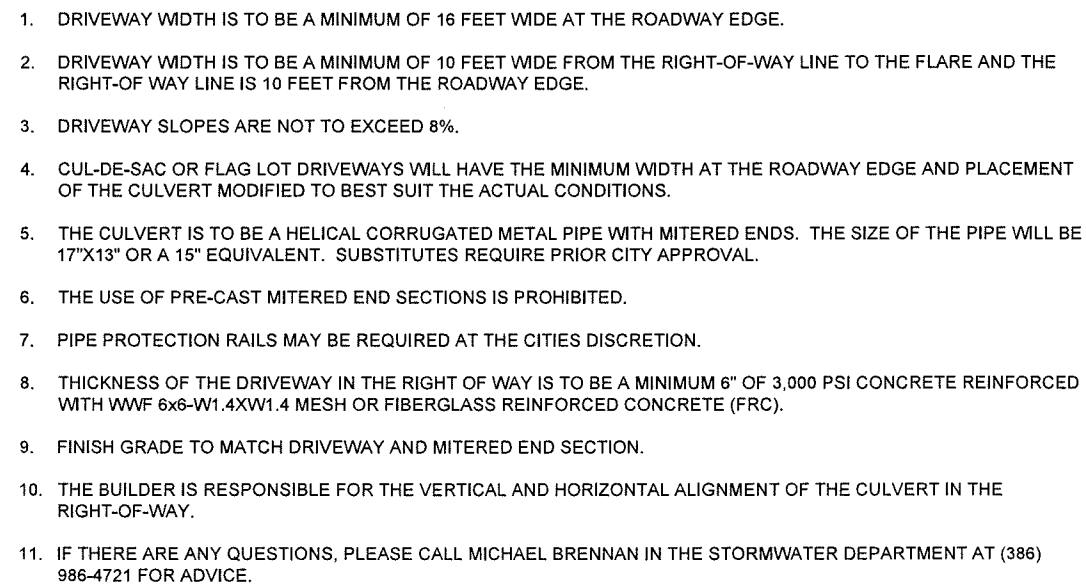 1. DRIVEWAY WIDTH IS TO BE A MINIMUM OF 16 FEET WIDE AT THE ROADWAY EDGE.
2. DRIVEWAY WIDTH IS TO BE A MINIMUM OF 10 FEET WIDE FROM THE RIGHT-OF-WAY LINE TO THE FLARE AND THE
RIGHT-OF WAY LINE IS 10 FEET FROM THE ROADWAY EDGE.
3. DRIVEWAY SLOPES ARE NOT TO EXCEED 8%.
4. CUL-DE-SAC OR FLAG LOT DRIVEWAYS WILL HAVE THE MINIMUM WIDTH AT THE ROADWAY EDGE AND PLACEMENT
OF THE CULVERT MODIFIED TO BEST SUIT THE ACTUAL CONDITIONS.
5. THE CULVERT IS TO BE A HELICAL CORRUGATED METAL PIPE WITH MITERED ENDS. THE SIZE OF THE PIPE WILL BE
17"X13" OR A 15" EQUIVALENT. SUBSTITUTES REQUIRE PRIOR CITY APPROVAL.
6. THE USE OF PRE-CAST MITERED END SECTIONS IS PROHIBITED.
7. PIPE PROTECTION RAILS MAY BE REQUIRED AT THE CITIES DISCRETION.
8. THICKNESS OF THE DRIVEWAY IN THE RIGHT OF WAY IS TO BE A MINIMUM 6" OF 3,000 PSI CONCRETE REINFORCED
WITH WWF 6x6-W1.4XW1.4 MESH OR FIBERGLASS REINFORCED CONCRETE (FRC).
9. FINISH GRADE TO MATCH DRIVEWAY AND MITERED END SECTION.
10. THE BUILDER IS RESPONSIBLE FOR THE VERTICAL AND HORIZONTAL ALIGNMENT OF THE CULVERT IN THE
RIGHT-OF-WAY.
11. IF THERE ARE ANY QUESTIONS, PLEASE CALL MICHAEL BRENNAN IN THE STORMWATER DEPARTMENT AT (386)
986-4721 FOR ADVICE.